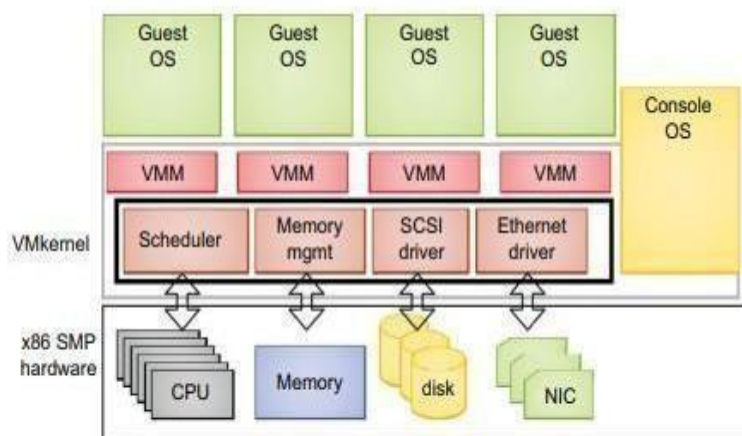 Guest
OS
Guest
OS
Guest
OS
Guest
OS
Console
OS
VMM
VMM
VMM
VMM
VMkernel
Scheduler
Memory
mgmt
SCSI
driver
Ethernet
driver
x86 SMP
hardware
CPU
Memory
disk
NIC